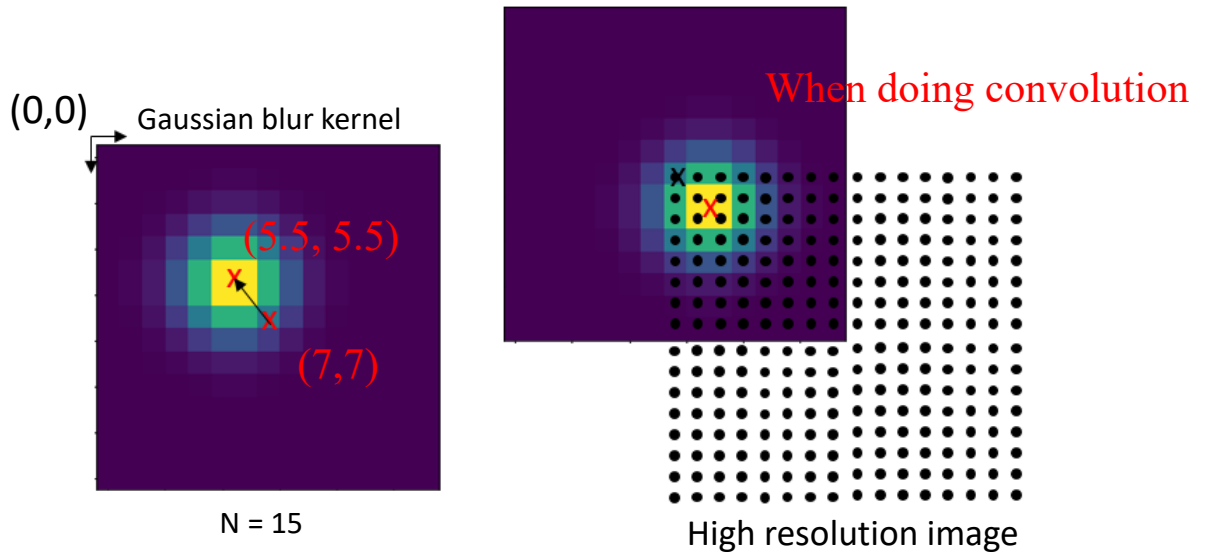 (0,0)
Gaussian blur kernel
(5.5, 5.5)
x
x
(7,7)
N = 15
When doing convolution
x
x
High resolution image